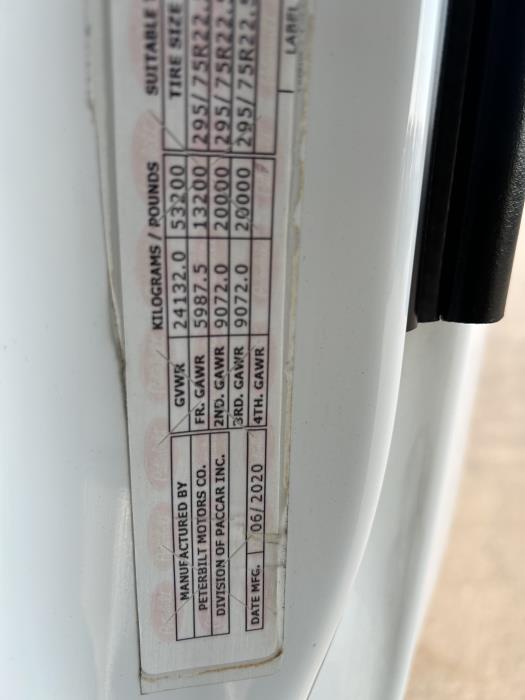 KILOGRAMS / POUNDS SUITABLE
TIRE SIZE
MANUFACTURED BY GVWR 24132.0 53200
PETERBILT MOTORS CO. FR. GAWR 5987.5 13200 295/75R22.
DIVISION OF PACCAR INC. 2ND. GAWR 9072.0 20000 295/75R22.
3RD. GAWR 9072.0 20000 295/75R22.
DATE MFG. 06/2020 4TH. GAWR
LABEL